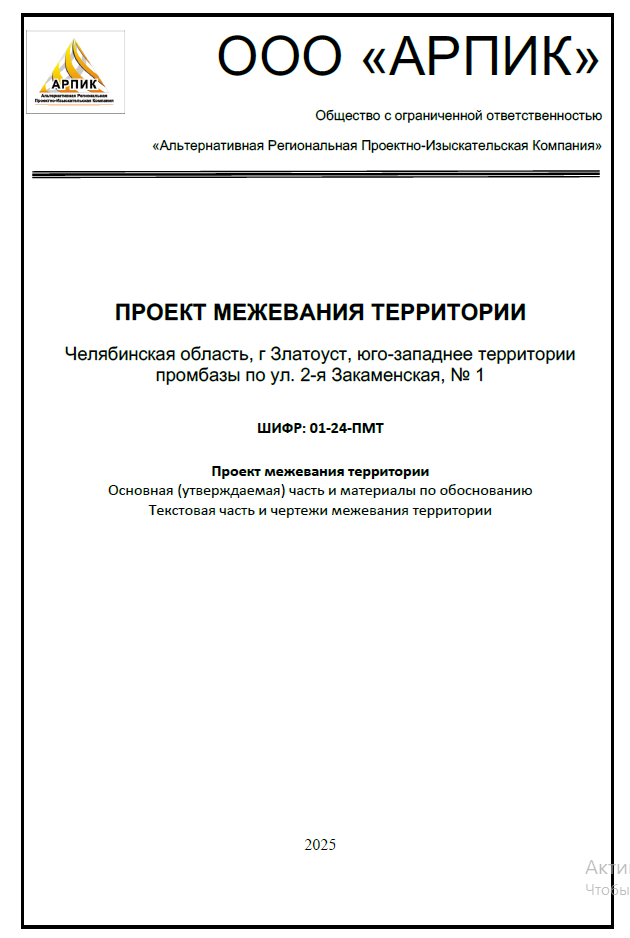 ООО «АРПИК»
АРПИК
Альтернативная Региональная
Проектно-Изыскательская Компания
Общество с ограниченной ответственностью
«Альтернативная Региональная Проектно-Изыскательская Компания»
ПРОЕКТ МЕЖЕВАНИЯ ТЕРРИТОРИИ
Челябинская область, г Златоуст, юго-западнее территории
промбазы по ул. 2-я Закаменская, № 1
ШИФР: 01-24-ПМТ
Проект межевания территории
Основная (утверждаемая) часть и материалы по обоснованию
Текстовая часть и чертежи межевания территории
2025
Акти
Чтобы